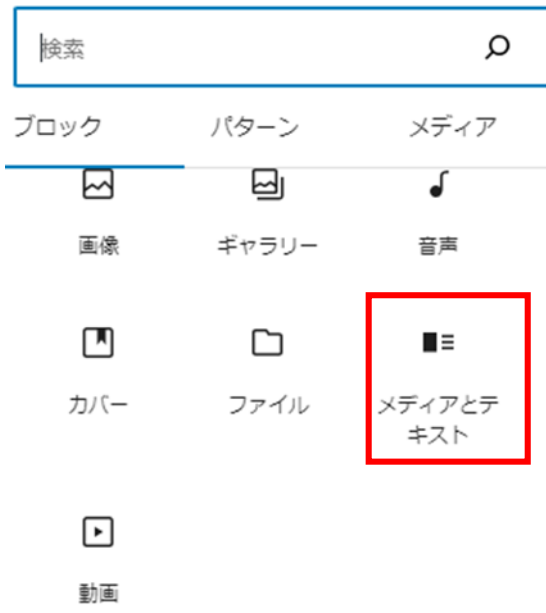 検索
ブロック パターン メディア
画像 ギャラリー 音声
カバー ファイル メディアとテ
キスト
動画